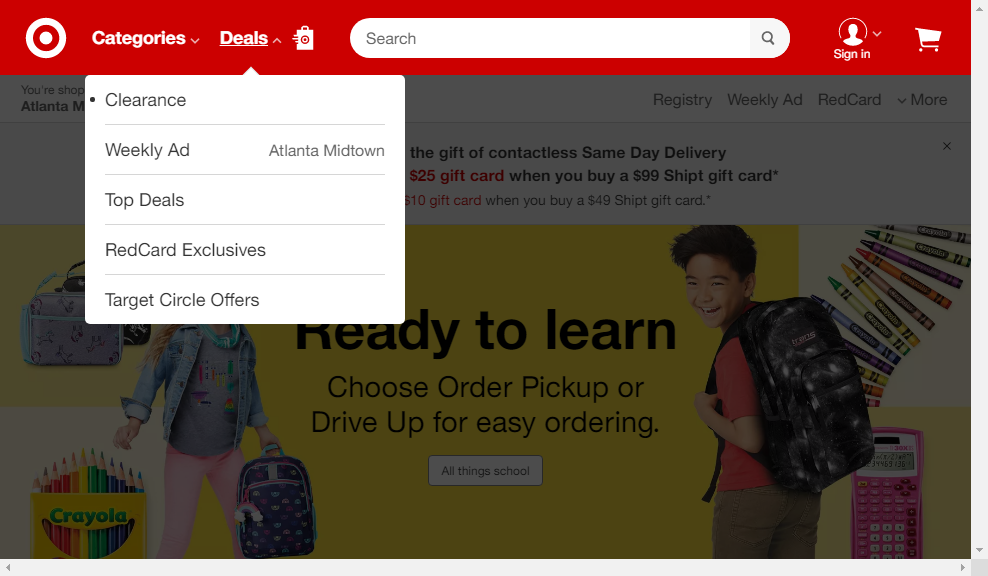 Categories
Deals
Search
Sign in
You're shop
Atlanta M
Registry
Weekly Ad
RedCard
More
Clearance
Weekly Ad
Atlanta Midtown
Top Deals
RedCard Exclusives
Target Circle Offers
the gift of contactless Same Day Delivery
$25 gift card when you buy a $99 Shipt gift card*
$10 gift card when you buy a $49 Shipt gift card.*
Ready to learn
Choose Order Pickup or
Drive Up for easy ordering.
All things school
Crayola
trans